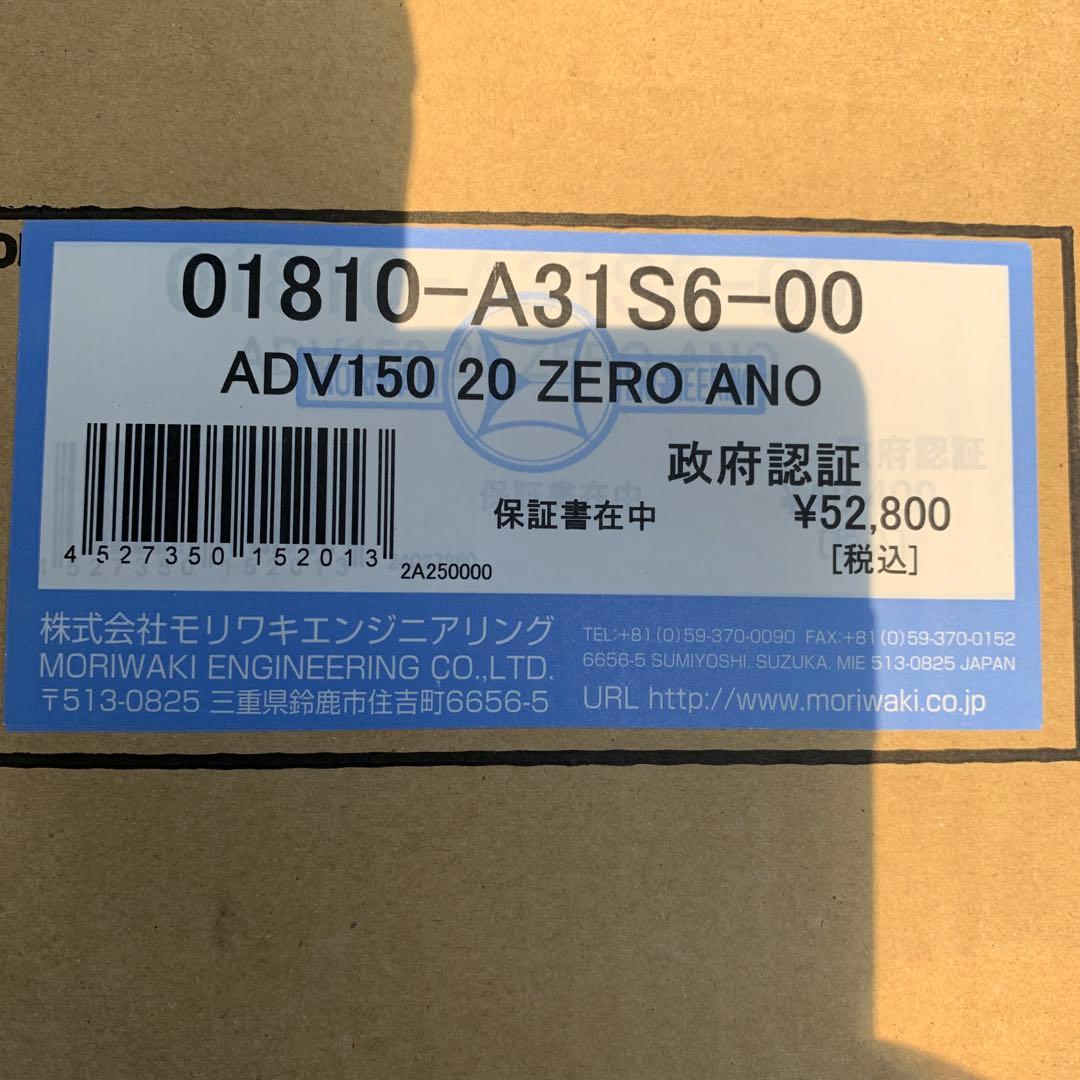 01810-A31S6-00
ADV150 20 ZERO ANO
政府認証
保証書在中 ¥52,800
[税込]
4 527350 152013
2A250000
株式会社モリワキエンジニアリング
MORIWAKI ENGINEERING CO.,LTD.
〒513-0825 三重県鈴鹿市住吉町6656-5
TEL:+81(0)59-370-0090 FAX:+81(0)59-370-0152
6656-5 SUMIYOSHI. SUZUKA. MIE 513-0825 JAPAN
URL http://www.moriwaki.co.jp